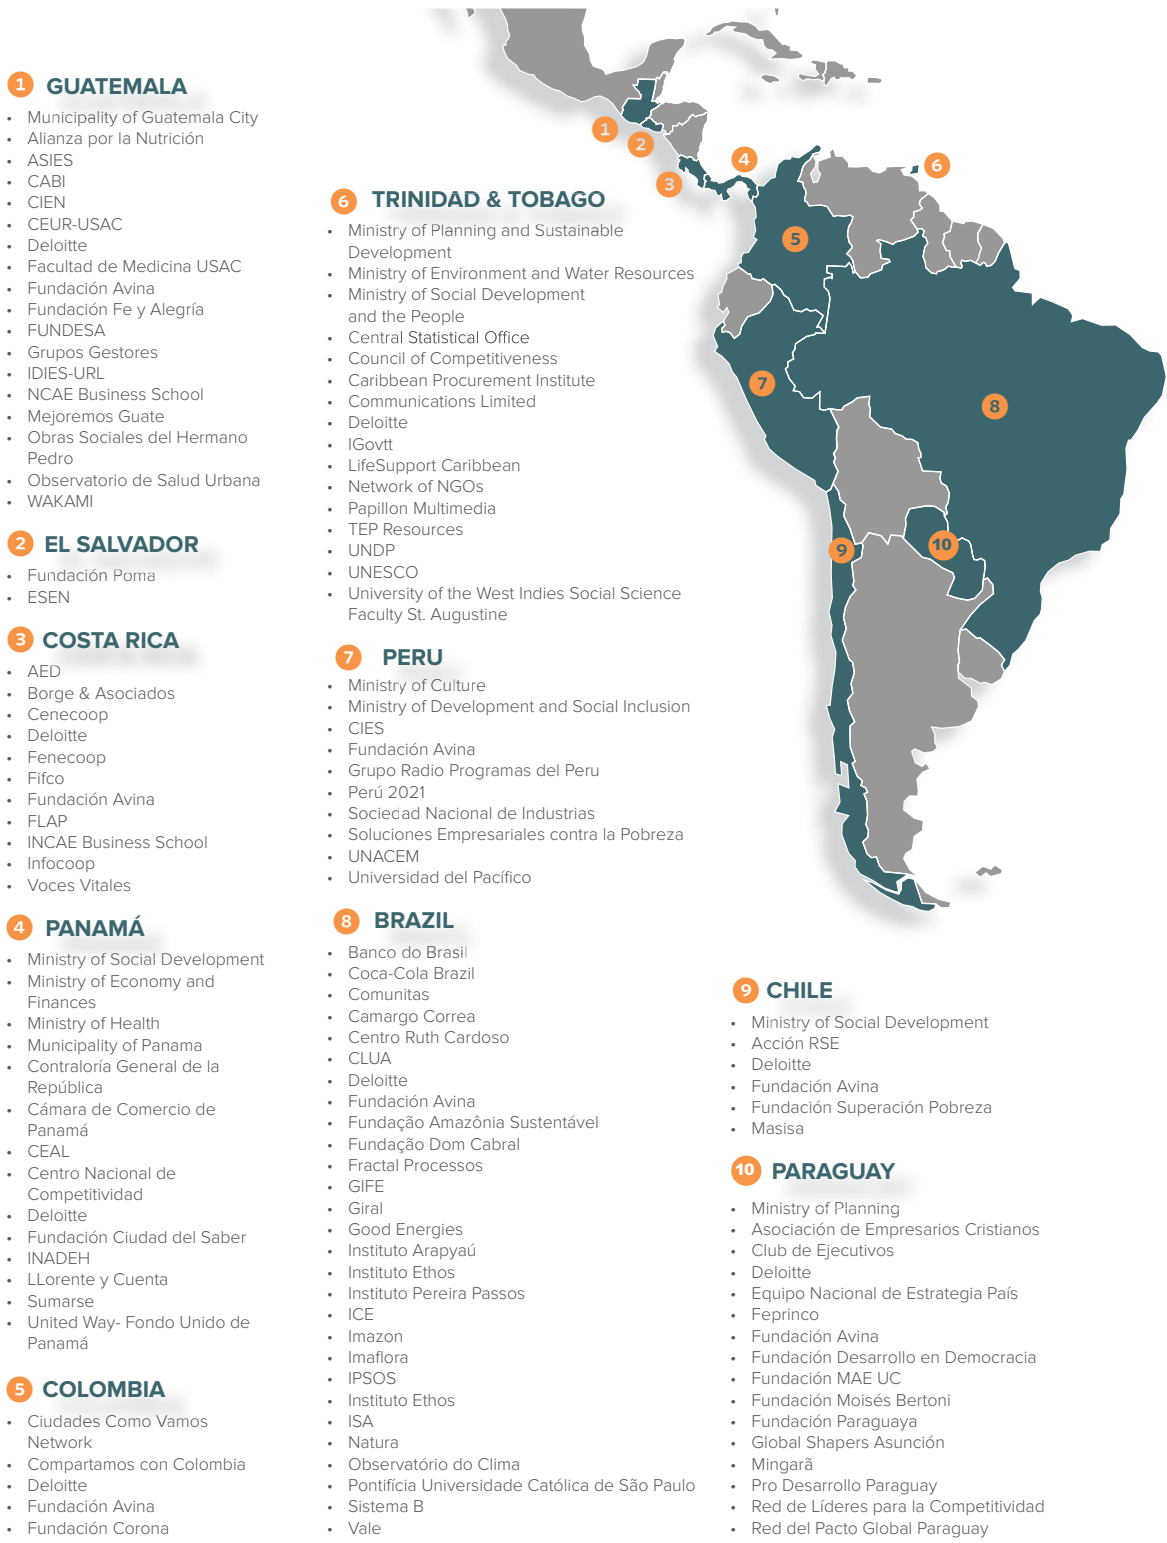 1 GUATEMALA
• Municipality of Guatemala City
• Alianza por la Nutrición
• ASIES
• CABI
• CIEN
• CEUR-USAC
• Deloitte
• Facultad de Medicina USAC
• Fundación Avina
• Fundación Fe y Alegría
• FUNDESA
• Grupos Gestores
• IDIES-URL
• NCAE Business School
• Mejoremos Guate
• Obras Sociales del Hermano
Pedro
• Observatorio de Salud Urbana
• WAKAMI
2 EL SALVADOR
• Fundación Poma
• ESEN
3 COSTA RICA
• AED
• Borge & Asociados
• Cenecoop
• Deloitte
• Fenecoop
• Fifco
• Fundación Avina
• FLAP
• INCAE Business School
• Infocoop
• Voces Vitales
4 PANAMÁ
• Ministry of Social Development
• Ministry of Economy and
Finances
• Ministry of Health
• Municipality of Panama
• Contraloría General de la
República
• Cámara de Comercio de
Panamá
• CEAL
• Centro Nacional de
Competitividad
• Deloitte
• Fundación Ciudad del Saber
• INADEH
• LLorente y Cuenta
• Sumarse
• United Way- Fondo Unido de
Panamá
5 COLOMBIA
• Ciudades Como Vamos
Network
• Compartamos con Colombia
• Deloitte
• Fundación Avina
• Fundación Corona
6 TRINIDAD & TOBAGO
• Ministry of Planning and Sustainable
Development
• Ministry of Environment and Water Resources
• Ministry of Social Development
and the People
• Central Statistical Office
• Council of Competitiveness
• Caribbean Procurement Institute
• Communications Limited
• Deloitte
• IGovtt
• LifeSupport Caribbean
• Network of NGOs
• Papillon Multimedia
• TEP Resources
• UNDP
• UNESCO
• University of the West Indies Social Science
Faculty St. Augustine
7 PERU
• Ministry of Culture
• Ministry of Development and Social Inclusion
• CIES
• Fundación Avina
• Grupo Radio Programas del Peru
• Perú 2021
• Sociedad Nacional de Industrias
• Soluciones Empresariales contra la Pobreza
• UNACEM
• Universidad del Pacífico
8 BRAZIL
• Banco do Brasil
• Coca-Cola Brazil
• Comunitas
• Camargo Correa
• Centro Ruth Cardoso
• CLUA
• Deloitte
• Fundación Avina
• Fundação Amazônia Sustentável
• Fundação Dom Cabral
• Fractal Processos
• GIFE
• Giral
• Good Energies
• Instituto Arapyaú
• Instituto Ethos
• Instituto Pereira Passos
• ICE
• Imazon
• Imaflora
• IPSOS
• Instituto Ethos
• ISA
• Natura
• Observatório do Clima
• Pontifícia Universidade Católica de São Paulo
• Sistema B
• Vale
1
2
3
4
5
6
7
8
9
10
9 CHILE
• Ministry of Social Development
• Acción RSE
• Deloitte
• Fundación Avina
• Fundación Superación Pobreza
• Masisa
10 PARAGUAY
• Ministry of Planning
• Asociación de Empresarios Cristianos
• Club de Ejecutivos
• Deloitte
• Equipo Nacional de Estrategia País
• Feprinco
• Fundación Avina
• Fundación Desarrollo en Democracia
• Fundación MAE UC
• Fundación Moisés Bertoni
• Fundación Paraguaya
• Global Shapers Asunción
• Mingarã
• Pro Desarrollo Paraguay
• Red de Líderes para la Competitividad
• Red del Pacto Global Paraguay